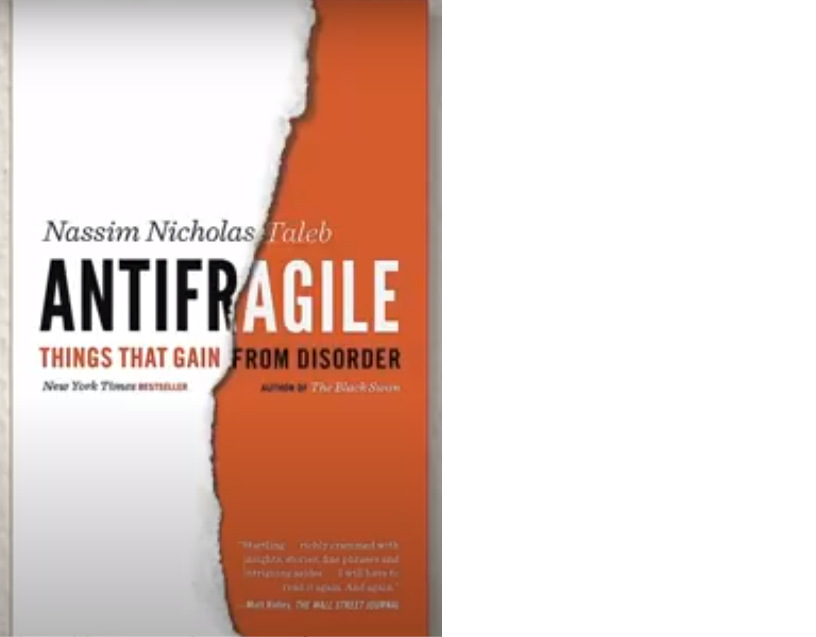 Nassim Nicholas Taleb
ANTIFRAGILE
THINGS THAT GAIN FROM DISORDER
New York Times BESTSELLER AUTHOR OF The Black Swan
"Startling . . . richly crammed with
insights, stories, fine phrases and
intriguing asides. . . . I will have to
read it again. And again."
—Matt Ridley, THE WALL STREET JOURNAL